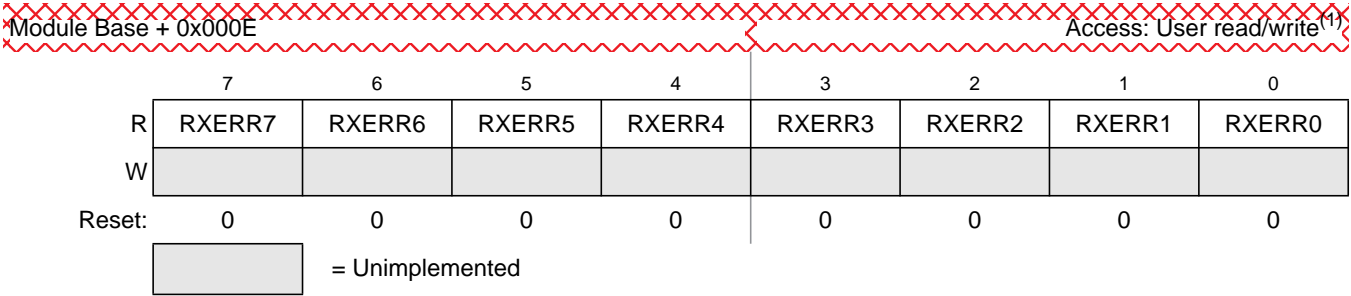 Module Base + 0x000E Access: User read/write(1)
7 6 5 4 3 2 1 0
R RXERR7 RXERR6 RXERR5 RXERR4 RXERR3 RXERR2 RXERR1 RXERR0
W
Reset: 0 0 0 0 0 0 0 0
= Unimplemented